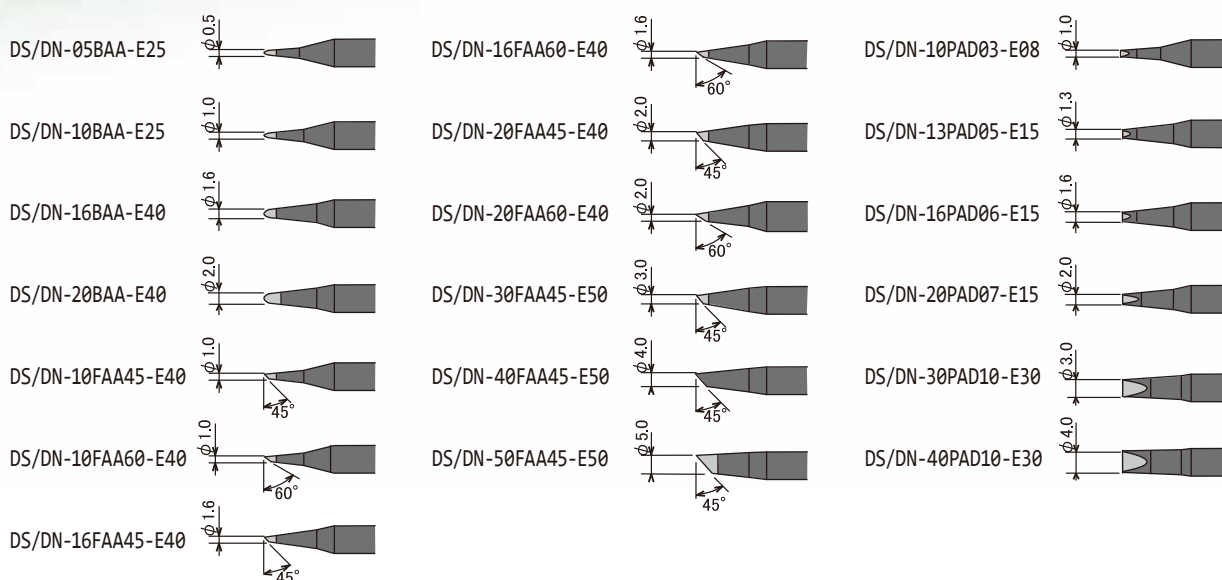 DS/DN-05BAA-E25
φ0.5
DS/DN-10BAA-E25
φ1.0
DS/DN-16BAA-E40
φ1.6
DS/DN-20BAA-E40
φ2.0
DS/DN-10FAA45-E40
φ1.0
45°
DS/DN-10FAA60-E40
φ1.0
60°
DS/DN-16FAA45-E40
φ1.6
45°
DS/DN-16FAA60-E40
φ1.6
60°
DS/DN-20FAA45-E40
φ2.0
45°
DS/DN-20FAA60-E40
φ2.0
60°
DS/DN-30FAA45-E50
φ3.0
45°
DS/DN-40FAA45-E50
φ4.0
45°
DS/DN-50FAA45-E50
φ5.0
45°
DS/DN-10PAD03-E08
φ1.0
DS/DN-13PAD05-E15
φ1.3
DS/DN-16PAD06-E15
φ1.6
DS/DN-20PAD07-E15
φ2.0
DS/DN-30PAD10-E30
φ3.0
DS/DN-40PAD10-E30
φ4.0